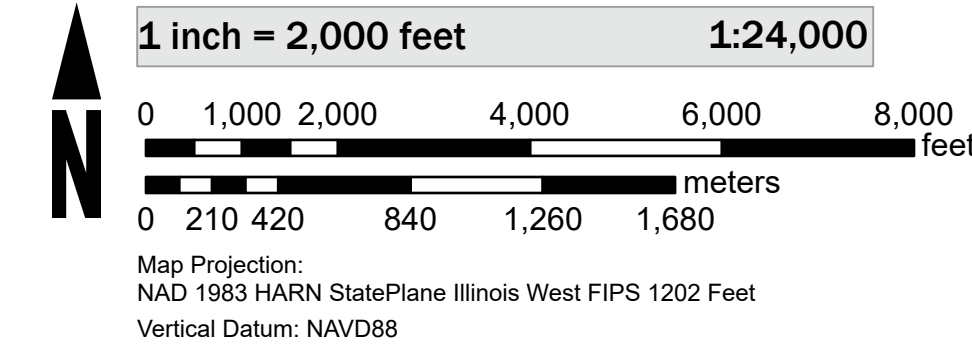 N
1 inch = 2,000 feet 1:24,000
0 1,000 2,000 4,000 6,000 8,000
feet
meters
0 210 420 840 1,260 1,680
Map Projection:
NAD 1983 HARN StatePlane Illinois West FIPS 1202 Feet
Vertical Datum: NAVD88